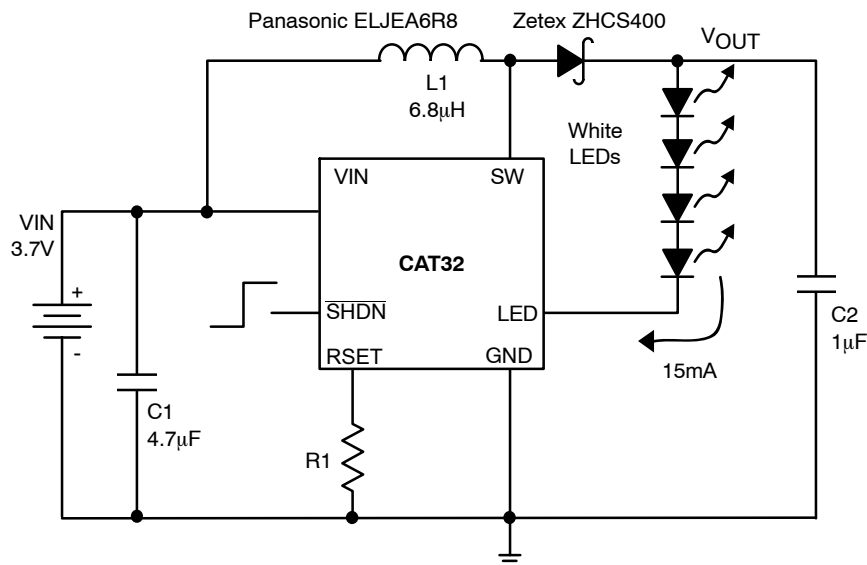 Panasonic ELJEA6R8
Zetex ZHCS400
VOUT
L1
6.8μH
White
LEDs
VIN
SW
VIN
3.7V
CAT32
+
-
SHDN
LED
RSET
GND
C2
1μF
15mA
C1
4.7μF
R1